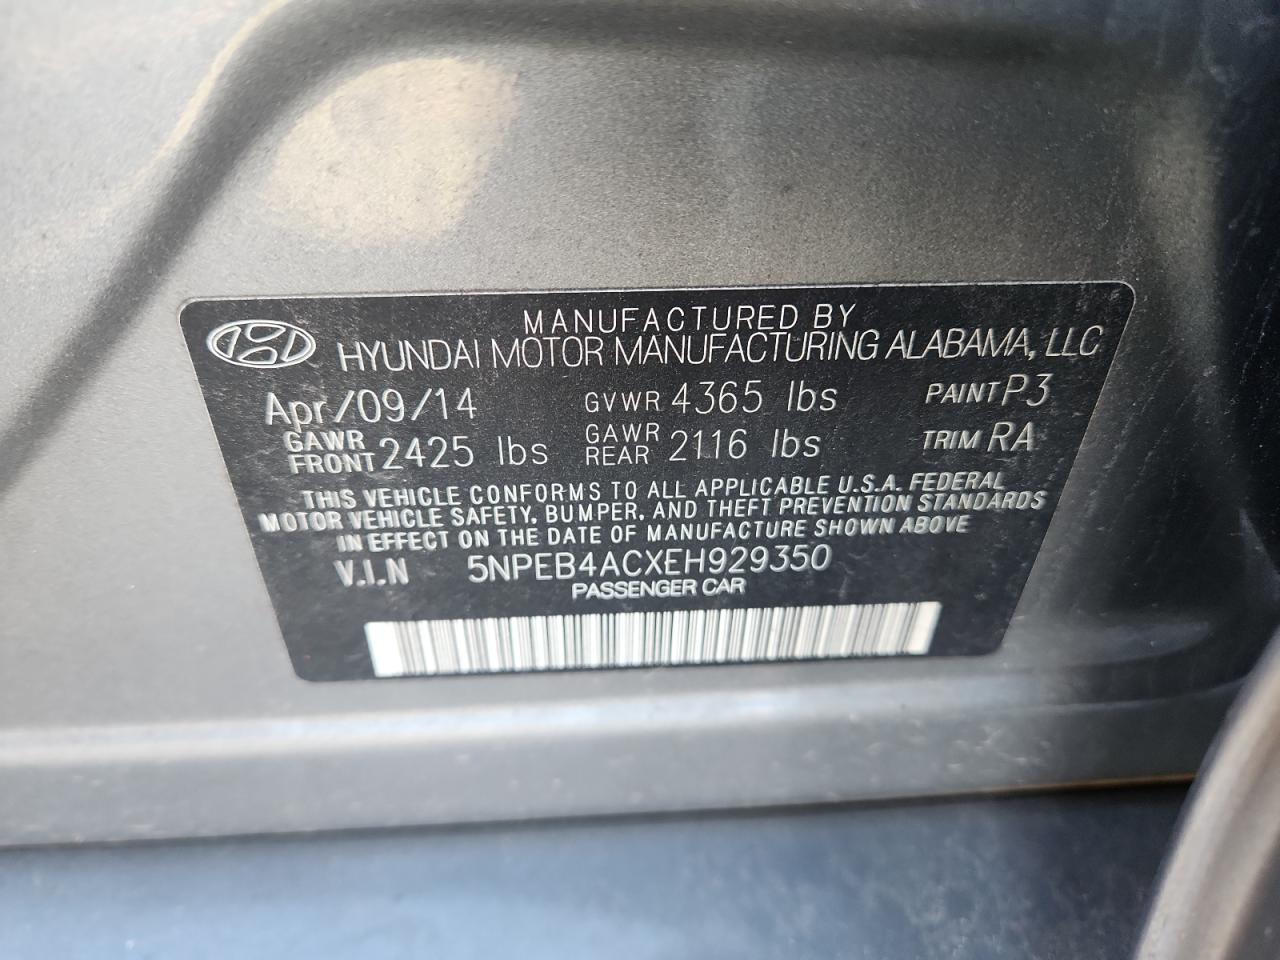 MANUFACTURED BY
HYUNDAI MOTOR MANUFACTURING ALABAMA, LLC
Apr/09/14 GVWR 4365 lbs PAINT P3
GAWR FRONT 2425 lbs GAWR REAR 2116 lbs TRIM RA
THIS VEHICLE CONFORMS TO ALL APPLICABLE U.S.A. FEDERAL
MOTOR VEHICLE SAFETY, BUMPER, AND THEFT PREVENTION STANDARDS
IN EFFECT ON THE DATE OF MANUFACTURE SHOWN ABOVE
V.I.N 5NPEB4ACXEH929350
PASSENGER CAR